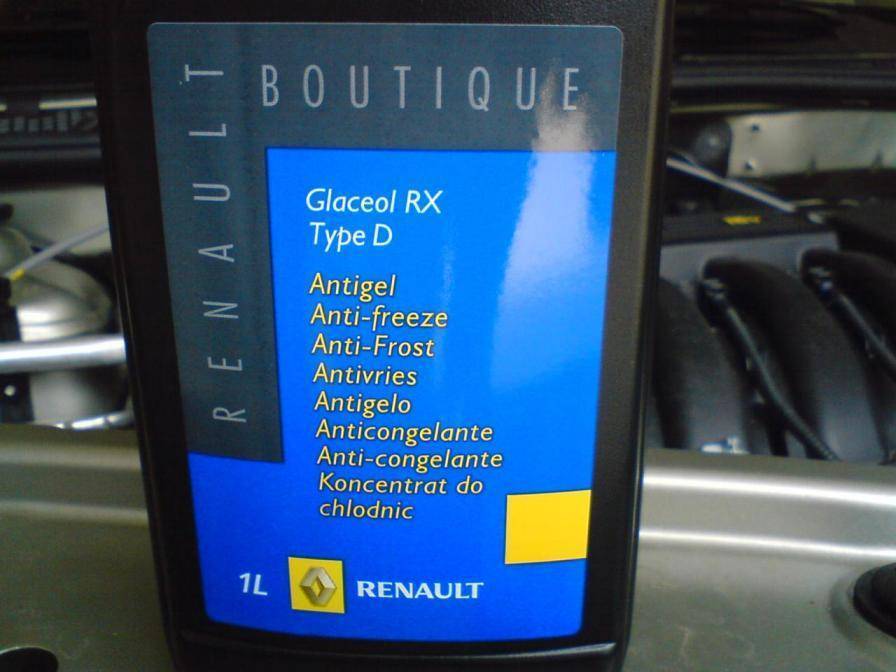 BOUTIQUE
RENAULT
Glaceol RX
Type D
Antigel
Anti-freeze
Anti-Frost
Antivries
Antigelo
Anticongelante
Anti-congelante
Koncentrat do
chlodnic
1L RENAULT